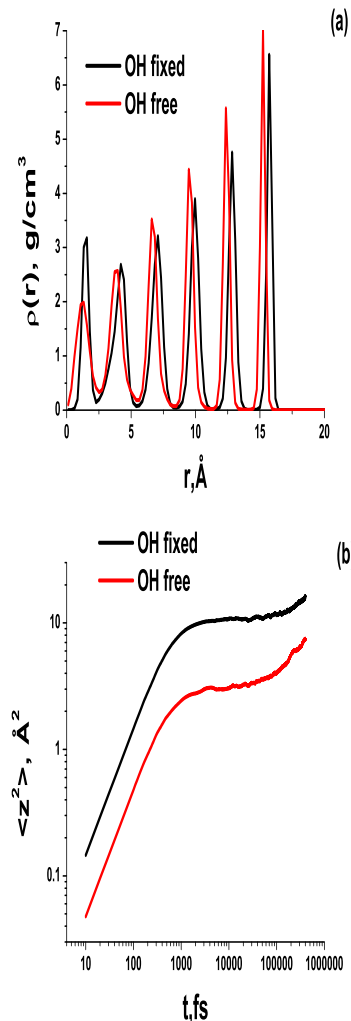 (a)
OH fixed
OH free
7
6
5
4
3
2
1
0
0 5 10 15 20
ρ(r), g/cm³
r,Å
(b
OH fixed
OH free
10
1
0.1
10 100 1000 10000 100000 1000000
<z²>, Å²
t,fs